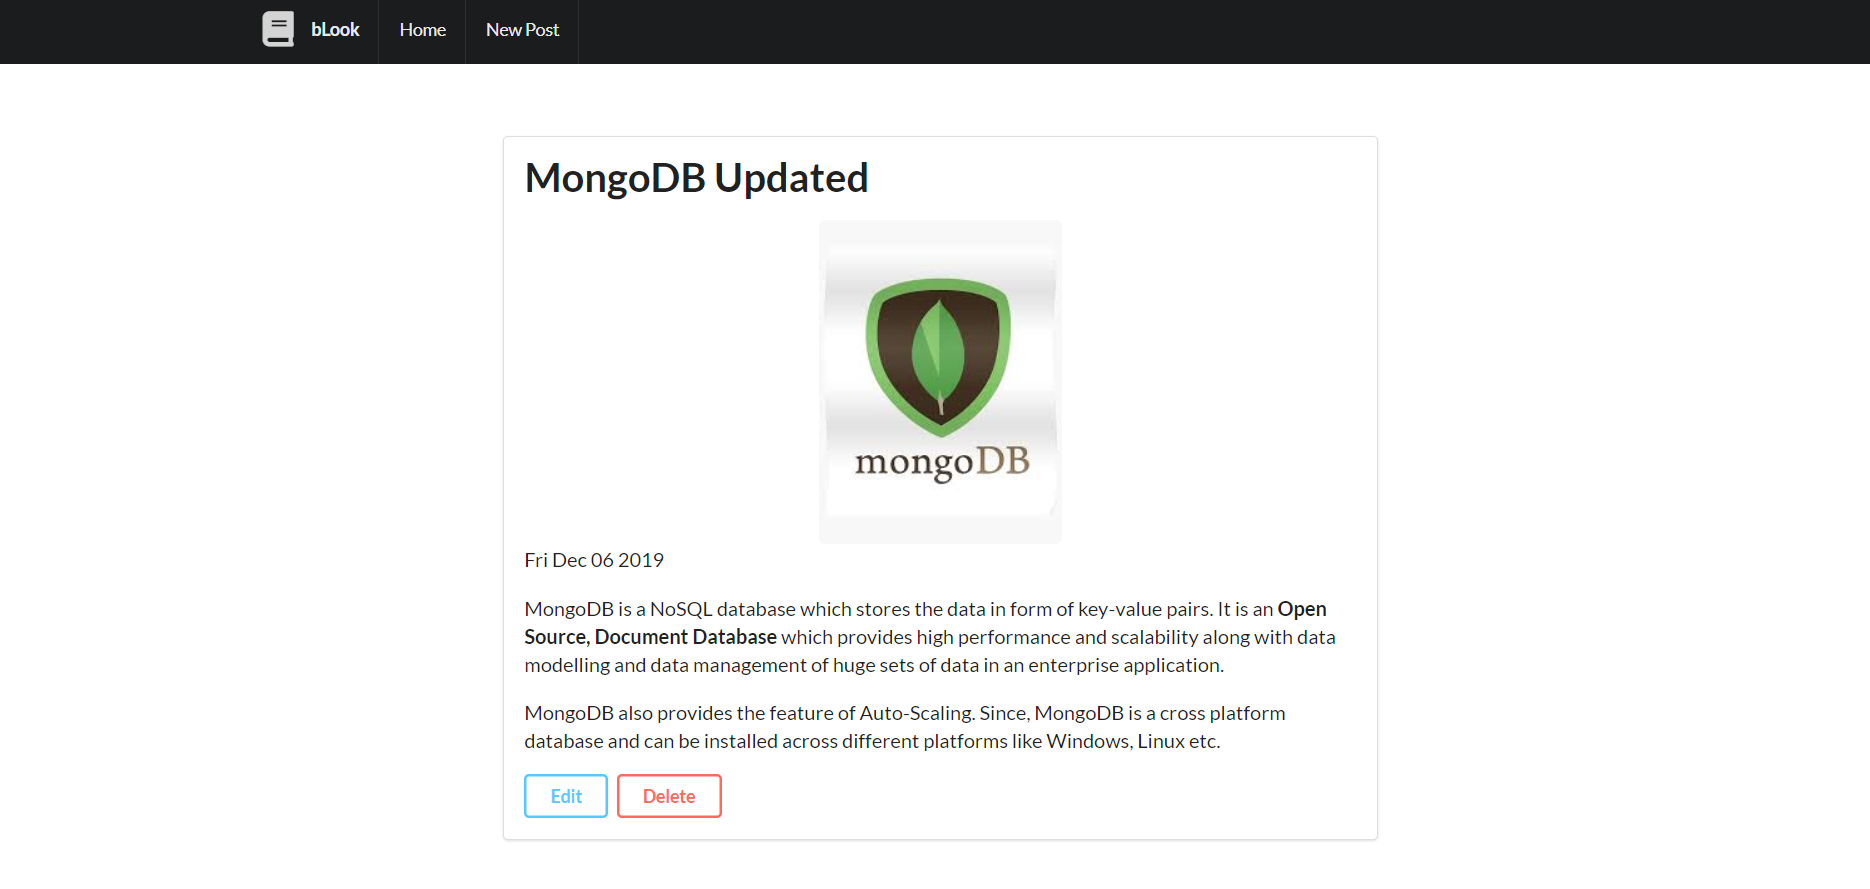 bLook Home New Post
MongoDB Updated
mongoDB
Fri Dec 06 2019
MongoDB is a NoSQL database which stores the data in form of key-value pairs. It is an Open
Source, Document Database which provides high performance and scalability along with data
modelling and data management of huge sets of data in an enterprise application.
MongoDB also provides the feature of Auto-Scaling. Since, MongoDB is a cross platform
database and can be installed across different platforms like Windows, Linux etc.
Edit Delete